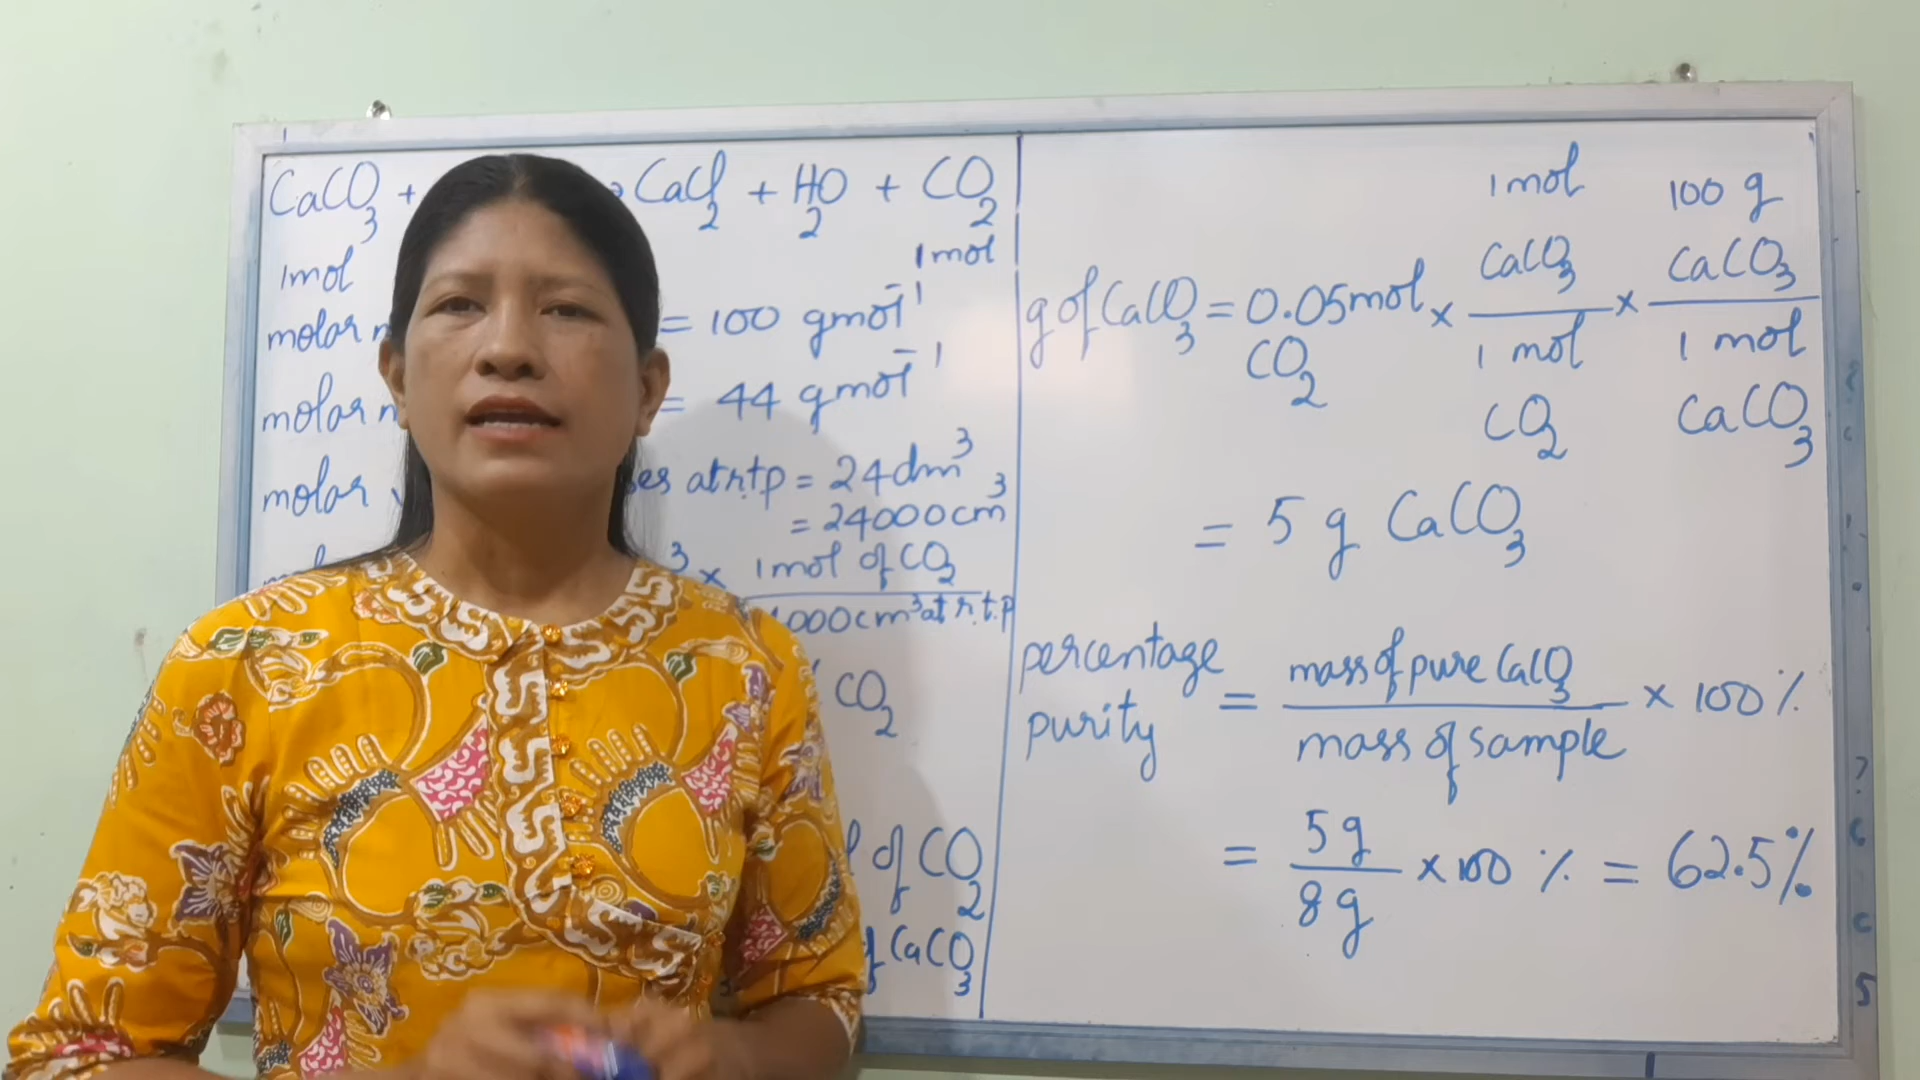 CaCO3 + → CaCl2 + H2O + CO2
1mol 1mol
molar = 100 gmol-1
molar = 44 gmol-1
molar at r.t.p = 24dm3
= 24000cm3
3 × 1mol of CO2
000cm3 at r.t.p
CO2
of CO2
of CaCO3
1mol 100 g
CaCO3 CaCO3
g of CaCO3 = 0.05mol × ×
CO2 1 mol 1 mol
CO2 CaCO3
= 5 g CaCO3
percentage purity = mass of pure CaCO3 × 100 %
mass of sample
= 5g × 100 % = 62.5%
8g